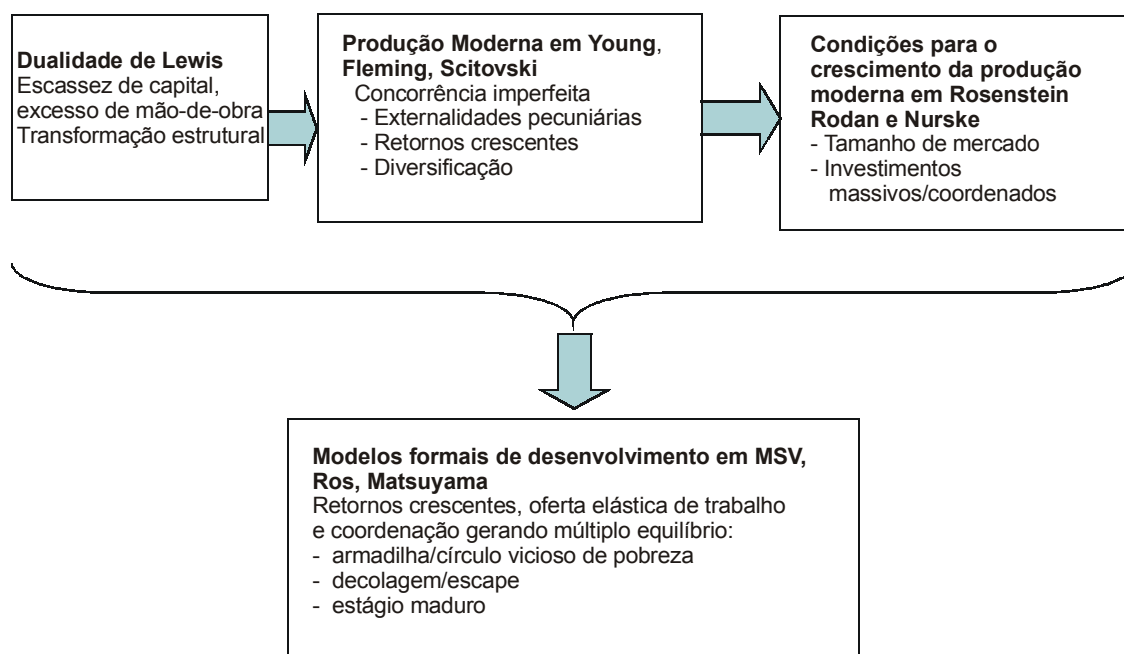 Dualidade de Lewis
Escassez de capital,
excesso de mão-de-obra
Transformação estrutural
Produção Moderna em Young,
Fleming, Scitovski
Concorrência imperfeita
- Externalidades pecuniárias
- Retornos crescentes
- Diversificação
Condições para o
crescimento da produção
moderna em Rosenstein
Rodan e Nurske
- Tamanho de mercado
- Investimentos
massivos/coordenados
Modelos formais de desenvolvimento em MSV,
Ros, Matsuyama
Retornos crescentes, oferta elástica de trabalho
e coordenação gerando múltiplo equilíbrio:
- armadilha/círculo vicioso de pobreza
- decolagem/escape
- estágio maduro